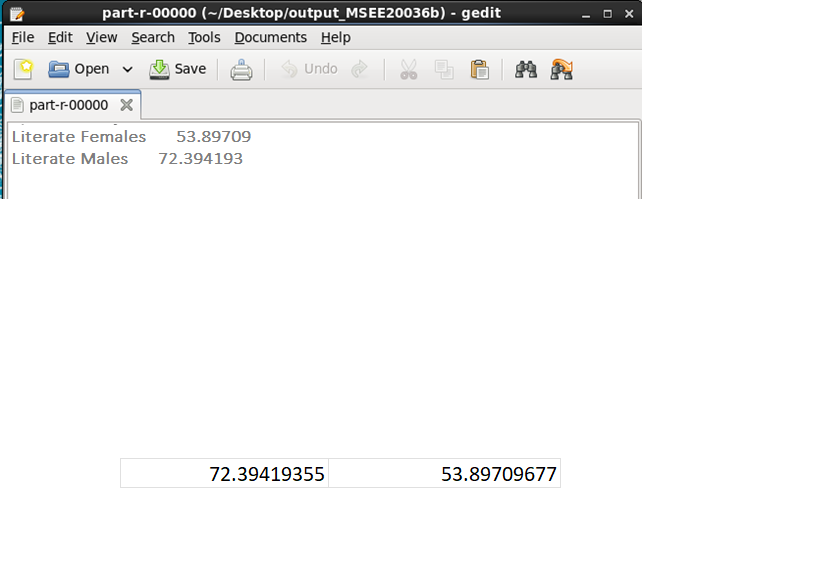 part-r-00000 (~/Desktop/output_MSEE20036b) - gedit
File Edit View Search Tools Documents Help
Open Save Undo
part-r-00000
Literate Females 53.89709
Literate Males 72.394193
72.39419355 53.89709677